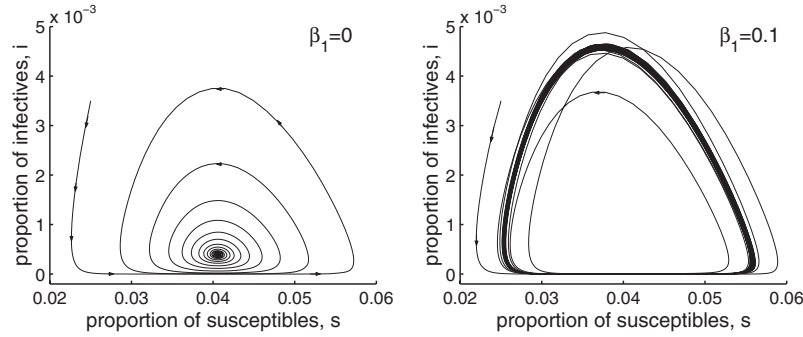 x 10⁻³
β₁=0
5
4
3
2
1
0
proportion of infectives, i
0.02 0.03 0.04 0.05 0.06
proportion of susceptibles, s
x 10⁻³
β₁=0.1
5
4
3
2
1
0
proportion of infectives, i
0.02 0.03 0.04 0.05 0.06
proportion of susceptibles, s